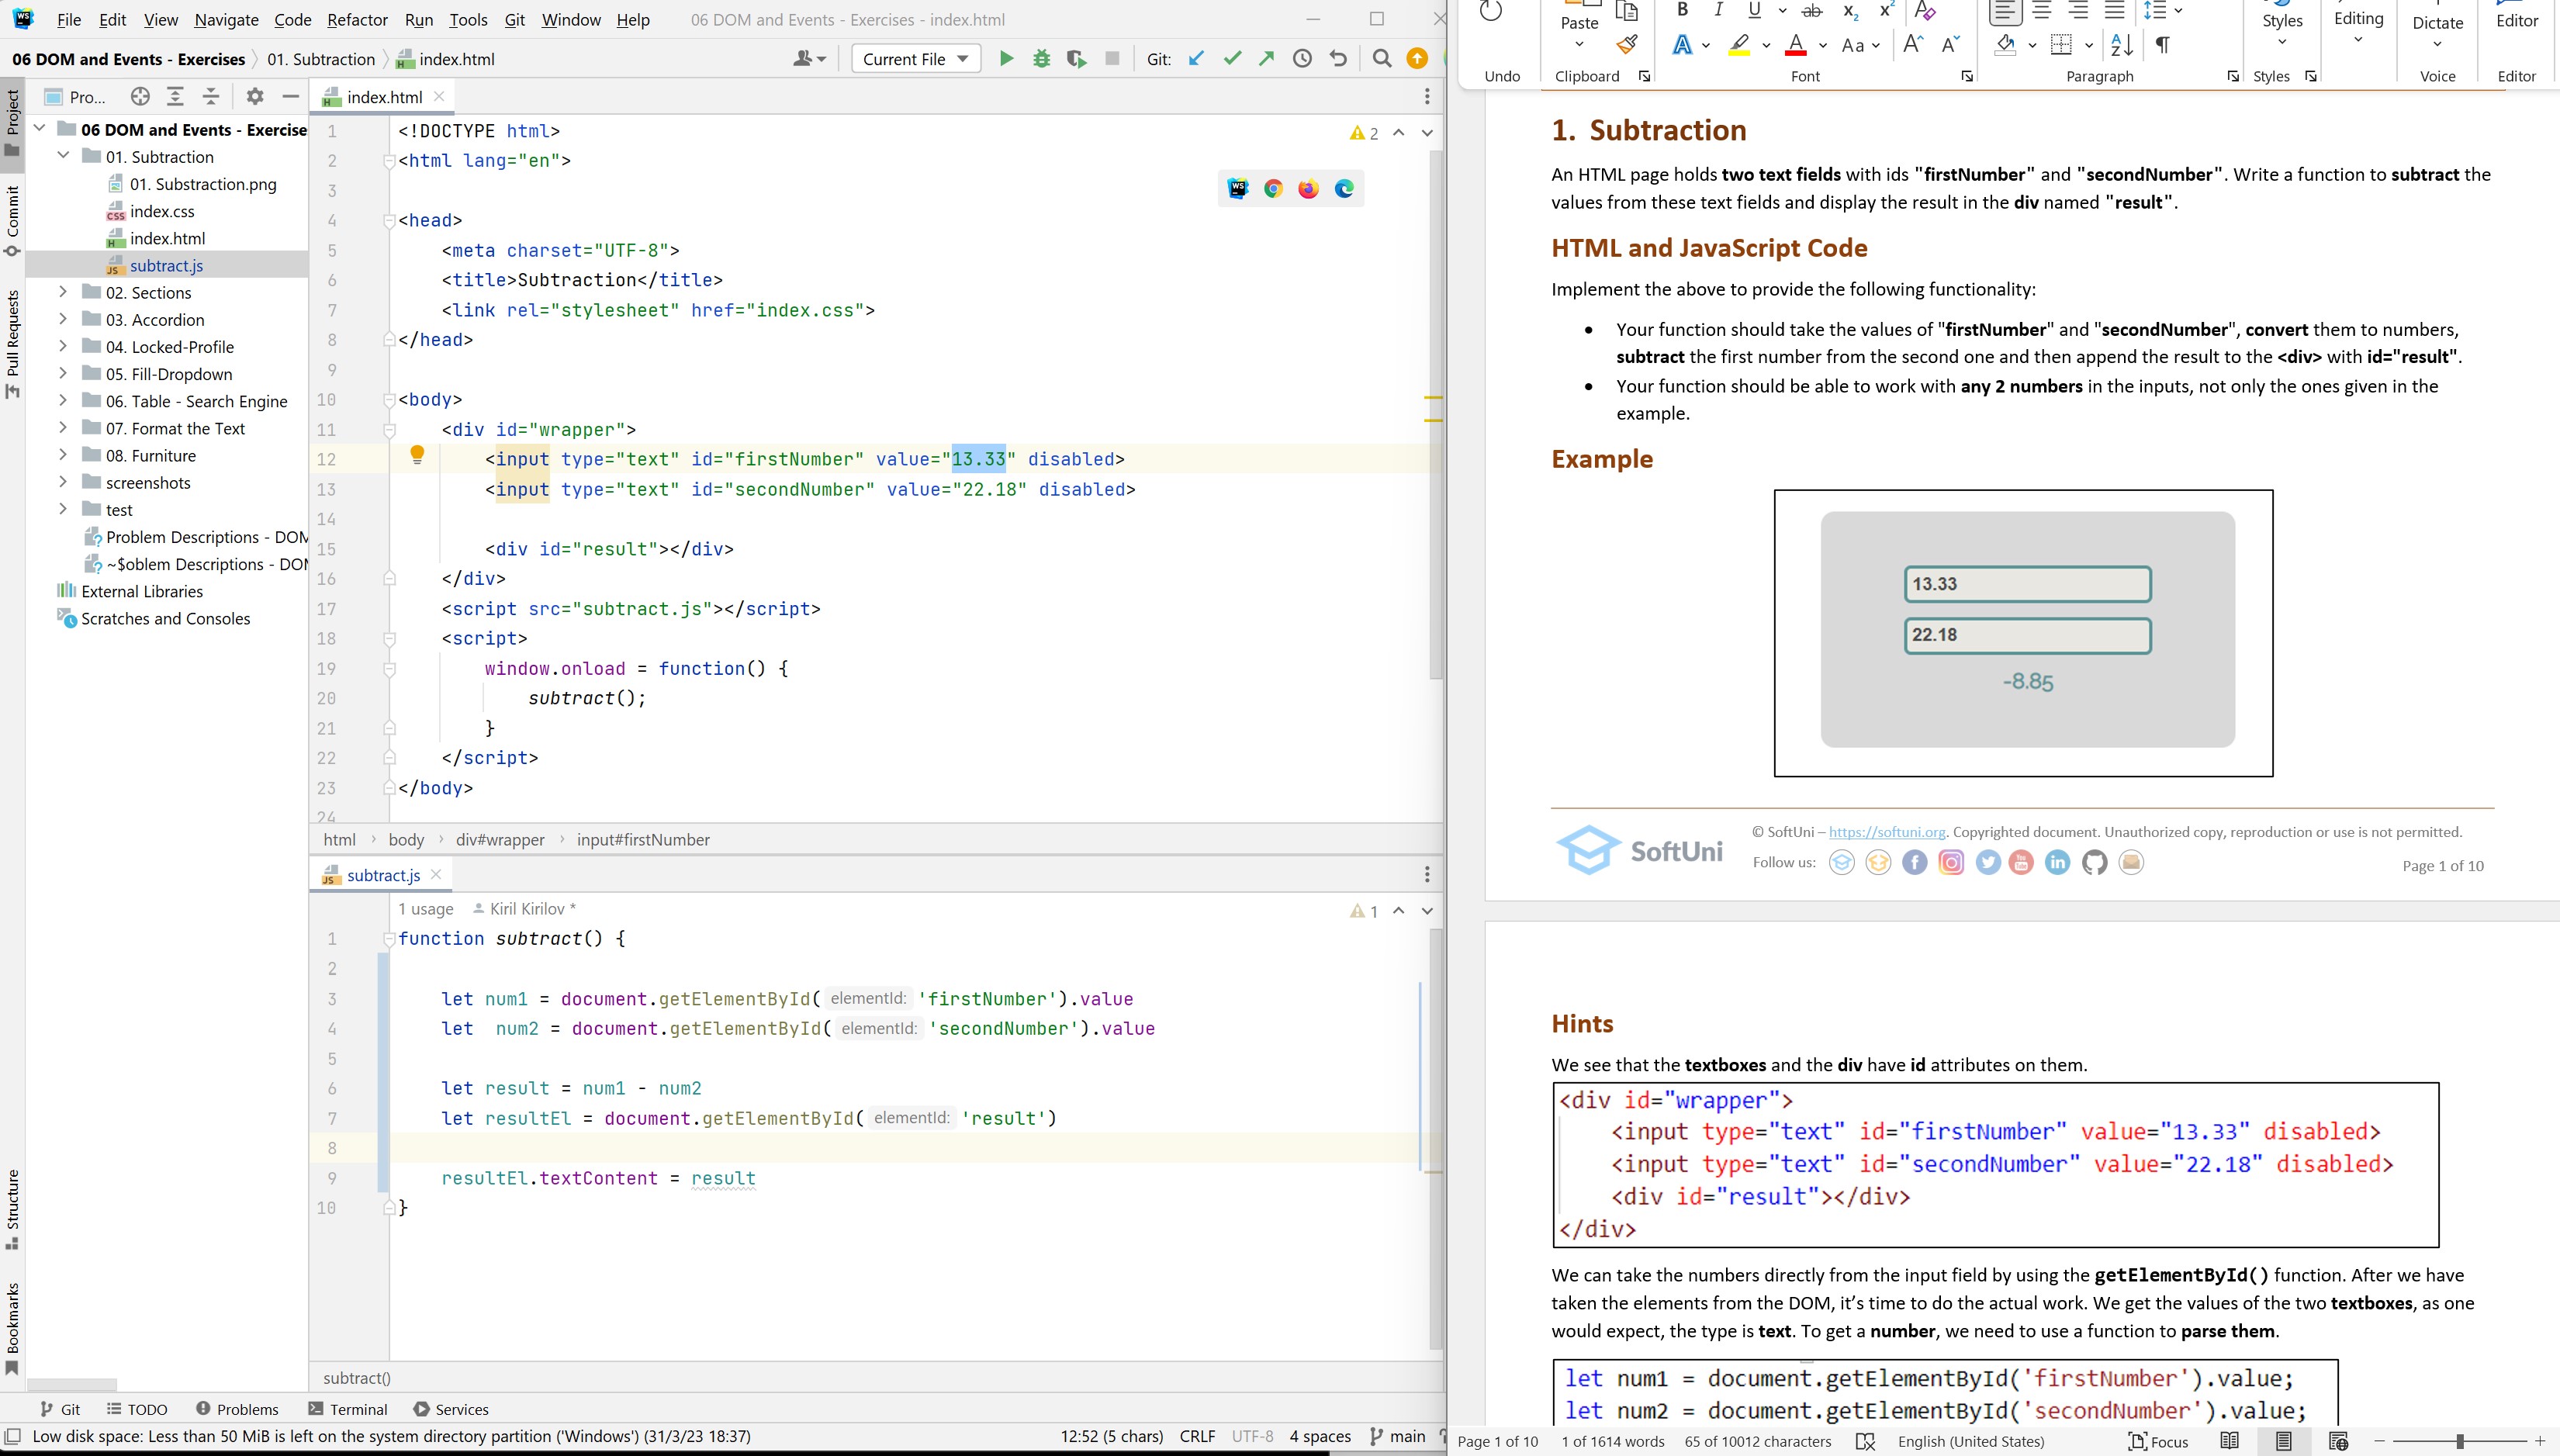 File Edit View Navigate Code Refactor Run Tools Git Window Help 06 DOM and Events - Exercises - index.html
06 DOM and Events - Exercises 01. Subtraction index.html Current File Git:
Project
Commit
Pull Requests
Structure
Bookmarks
Pro...
06 DOM and Events - Exercise
01. Subtraction
01. Substraction.png
index.css
index.html
subtract.js
02. Sections
03. Accordion
04. Locked-Profile
05. Fill-Dropdown
06. Table - Search Engine
07. Format the Text
08. Furniture
screenshots
test
Problem Descriptions - DOM
~$oblem Descriptions - DO
External Libraries
Scratches and Consoles
index.html
2
1 <!DOCTYPE html>
2 <html lang="en">
3
4 <head>
5 <meta charset="UTF-8">
6 <title>Subtraction</title>
7 <link rel="stylesheet" href="index.css">
8 </head>
9
10 <body>
11 <div id="wrapper">
12 <input type="text" id="firstNumber" value="13.33" disabled>
13 <input type="text" id="secondNumber" value="22.18" disabled>
14
15 <div id="result"></div>
16 </div>
17 <script src="subtract.js"></script>
18 <script>
19 window.onload = function() {
20 subtract();
21 }
22 </script>
23 </body>
24
html body div#wrapper input#firstNumber
subtract.js
1 usage Kiril Kirilov *
1
1 function subtract() {
2
3 let num1 = document.getElementById( elementId: 'firstNumber').value
4 let  num2 = document.getElementById( elementId: 'secondNumber').value
5
6 let result = num1 - num2
7 let resultEl = document.getElementById( elementId: 'result')
8
9 resultEl.textContent = result
10 }
subtract()
Git TODO Problems Terminal Services
Low disk space: Less than 50 MiB is left on the system directory partition ('Windows') (31/3/23 18:37) 12:52 (5 chars) CRLF UTF-8 4 spaces main
Paste
Styles Editing Dictate Editor
Undo Clipboard Font Paragraph Styles Voice Editor
1. Subtraction
An HTML page holds two text fields with ids "firstNumber" and "secondNumber". Write a function to subtract the
values from these text fields and display the result in the div named "result".
HTML and JavaScript Code
Implement the above to provide the following functionality:
• Your function should take the values of "firstNumber" and "secondNumber", convert them to numbers,
subtract the first number from the second one and then append the result to the <div> with id="result".
• Your function should be able to work with any 2 numbers in the inputs, not only the ones given in the
example.
Example
13.33
22.18
-8.85
SoftUni
© SoftUni – https://softuni.org. Copyrighted document. Unauthorized copy, reproduction or use is not permitted.
Follow us:
Page 1 of 10
Hints
We see that the textboxes and the div have id attributes on them.
<div id="wrapper">
<input type="text" id="firstNumber" value="13.33" disabled>
<input type="text" id="secondNumber" value="22.18" disabled>
<div id="result"></div>
</div>
We can take the numbers directly from the input field by using the getElementById() function. After we have
taken the elements from the DOM, it's time to do the actual work. We get the values of the two textboxes, as one
would expect, the type is text. To get a number, we need to use a function to parse them.
let num1 = document.getElementById('firstNumber').value;
let num2 = document.getElementById('secondNumber').value;
Page 1 of 10 1 of 1614 words 65 of 10012 characters English (United States) Focus